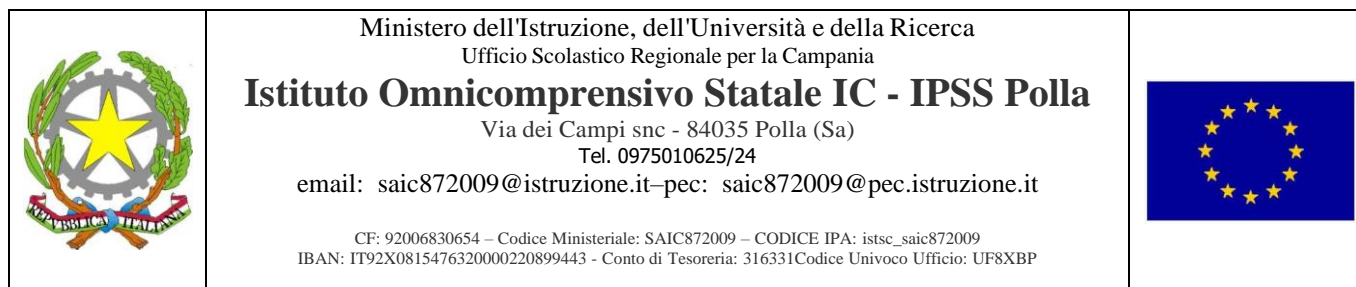 Ministero dell'Istruzione, dell'Università e della Ricerca
Ufficio Scolastico Regionale per la Campania
Istituto Omnicomprensivo Statale IC - IPSS Polla
Via dei Campi snc - 84035 Polla (Sa)
Tel. 0975010625/24
email: saic872009@istruzione.it–pec: saic872009@pec.istruzione.it
CF: 92006830654 – Codice Ministeriale: SAIC872009 – CODICE IPA: istsc_saic872009
IBAN: IT92X0815476320000220899443 - Conto di Tesoreria: 316331Codice Univoco Ufficio: UF8XBP
REPVBBLICA ITALIANA